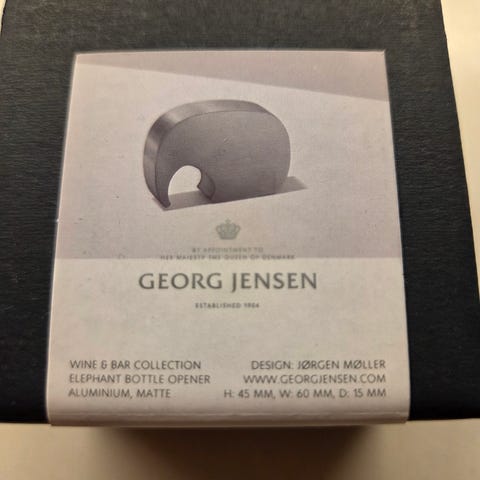 BY APPOINTMENT TO
HER MAJESTY THE QUEEN OF DENMARK
GEORG JENSEN
ESTABLISHED 1904
WINE & BAR COLLECTION
ELEPHANT BOTTLE OPENER
ALUMINIUM, MATTE
DESIGN: JØRGEN MØLLER
WWW.GEORGJENSEN.COM
H: 45 MM, W: 60 MM, D: 15 MM